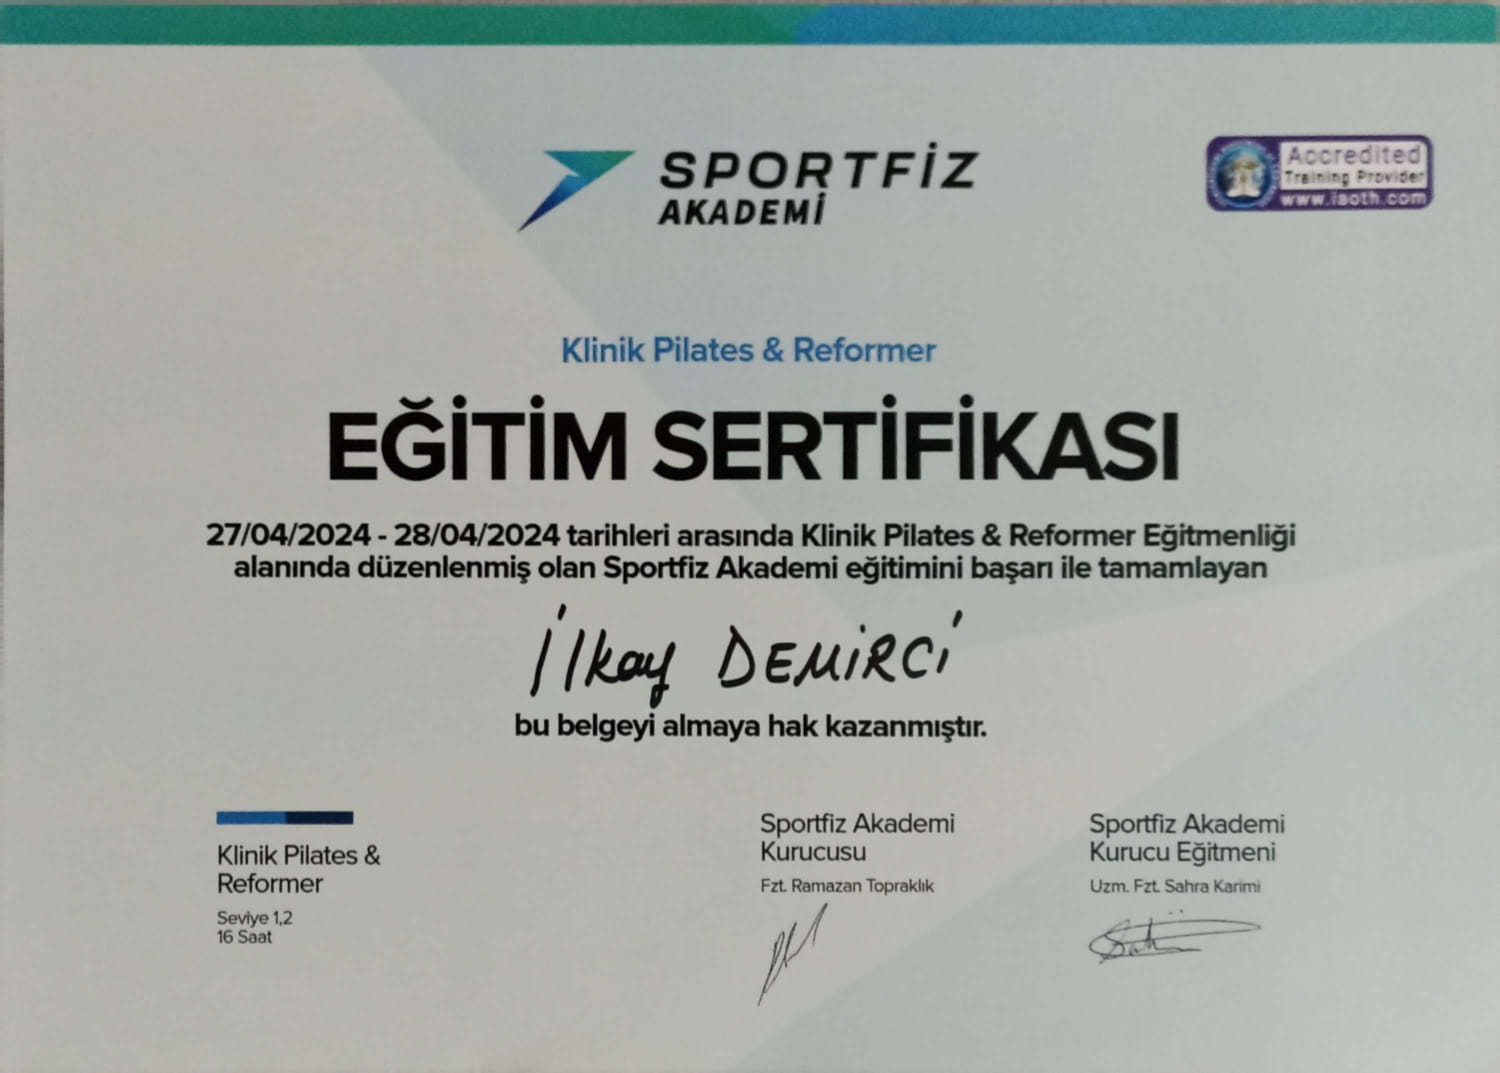 SPORTFİZ
AKADEMİ
Accredited
Training Provider
www.isoth.com
Klinik Pilates & Reformer
EĞİTİM SERTİFİKASI
27/04/2024 - 28/04/2024 tarihleri arasında Klinik Pilates & Reformer Eğitmenliği
alanında düzenlenmiş olan Sportfiz Akademi eğitimini başarı ile tamamlayan
İlkay DEMİRCİ
bu belgeyi almaya hak kazanmıştır.
Klinik Pilates &
Reformer
Seviye 1,2
16 Saat
Sportfiz Akademi
Kurucusu
Fzt. Ramazan Topraklık
Sportfiz Akademi
Kurucu Eğitmeni
Uzm. Fzt. Sahra Karimi